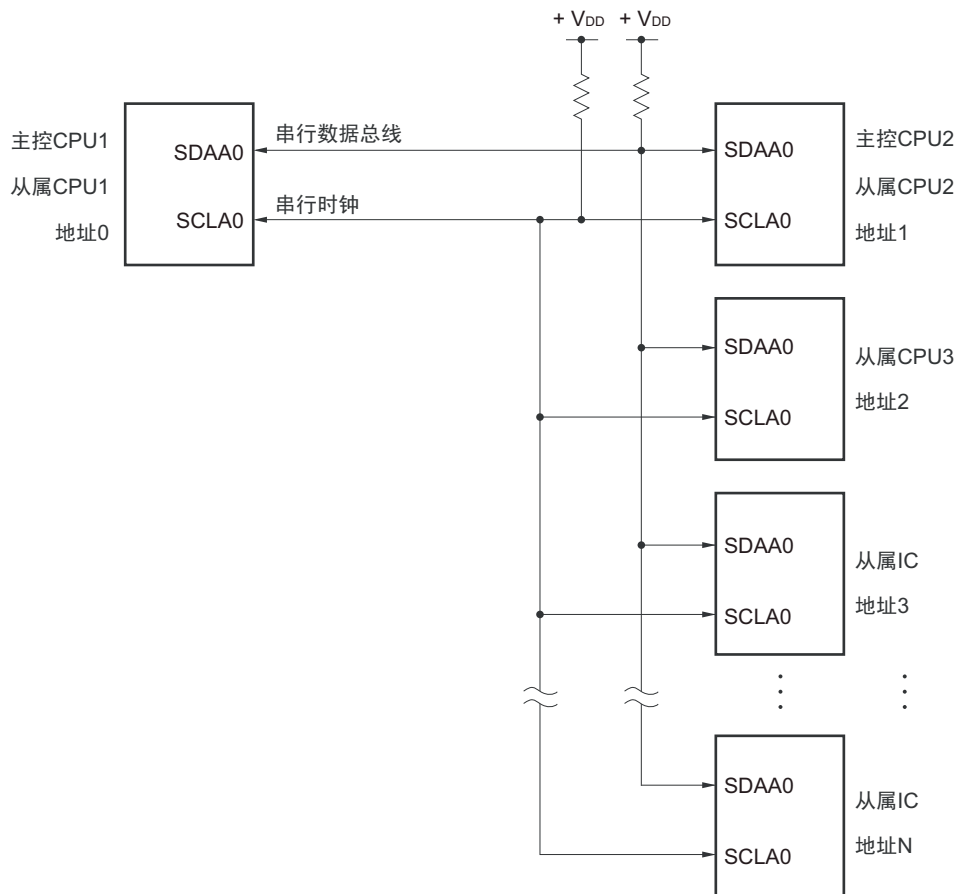 + VDD
+ VDD
主控CPU1
从属CPU1
地址0
SDAA0
SCLA0
串行数据总线
串行时钟
SDAA0
SCLA0
主控CPU2
从属CPU2
地址1
SDAA0
SCLA0
从属CPU3
地址2
SDAA0
SCLA0
从属IC
地址3
SDAA0
SCLA0
从属IC
地址N